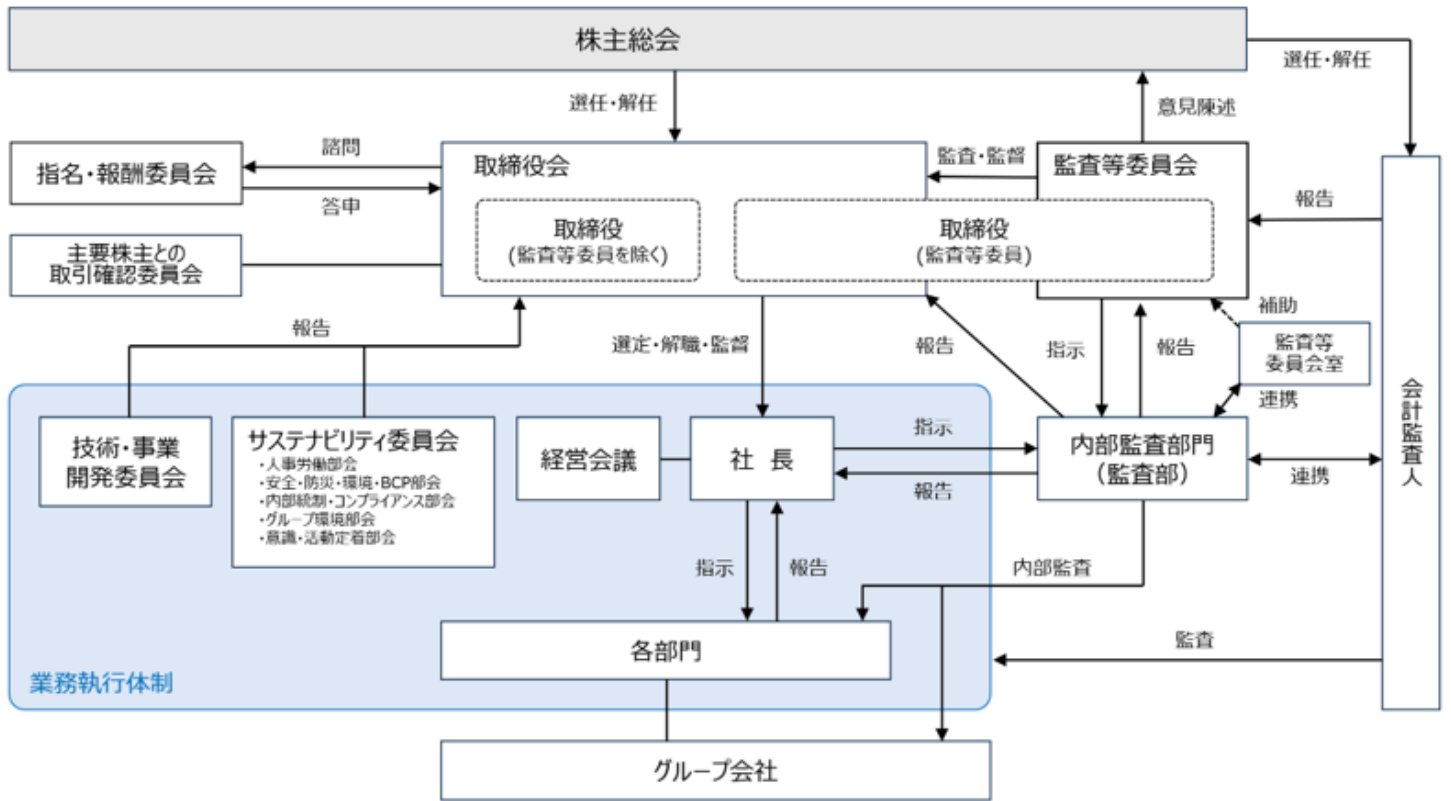 株主総会
選任・解任
選任・解任
意見陳述
指名・報酬委員会
諮問
答申
取締役会
監査・監督
監査等委員会
報告
取締役
(監査等委員を除く)
取締役
(監査等委員)
主要株主との
取引確認委員会
報告
選定・解職・監督
報告
指示
報告
補助
監査等
委員会室
連携
会計監査人
技術・事業
開発委員会
サステナビリティ委員会
・人事労働部会
・安全・防災・環境・BCP部会
・内部統制・コンプライアンス部会
・グループ環境部会
・意識・活動定着部会
経営会議
社 長
指示
報告
内部監査部門
(監査部)
連携
指示
報告
内部監査
各部門
監査
業務執行体制
グループ会社